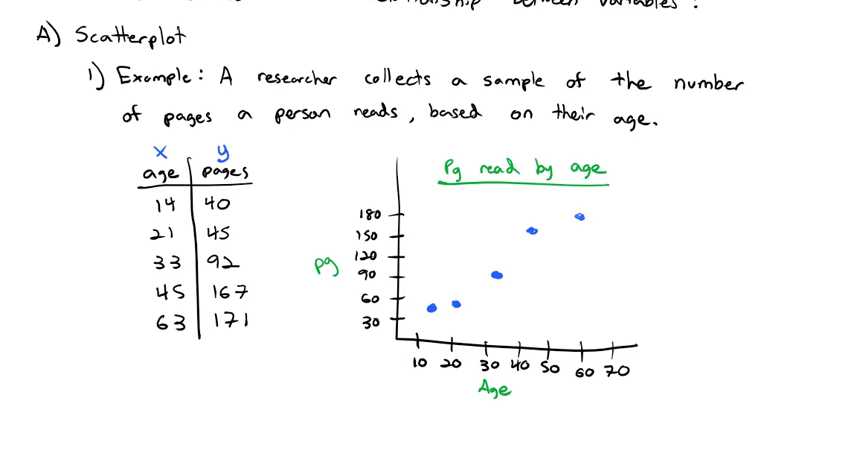 between variables:
A) Scatterplot
1) Example: A researcher collects a sample of the number
of pages a person reads, based on their age.
x y
age pages
14 40
21 45
33 92
45 167
63 171
Pg read by age
180
150
120
90
60
30
pg
10 20 30 40 50 60 70
Age